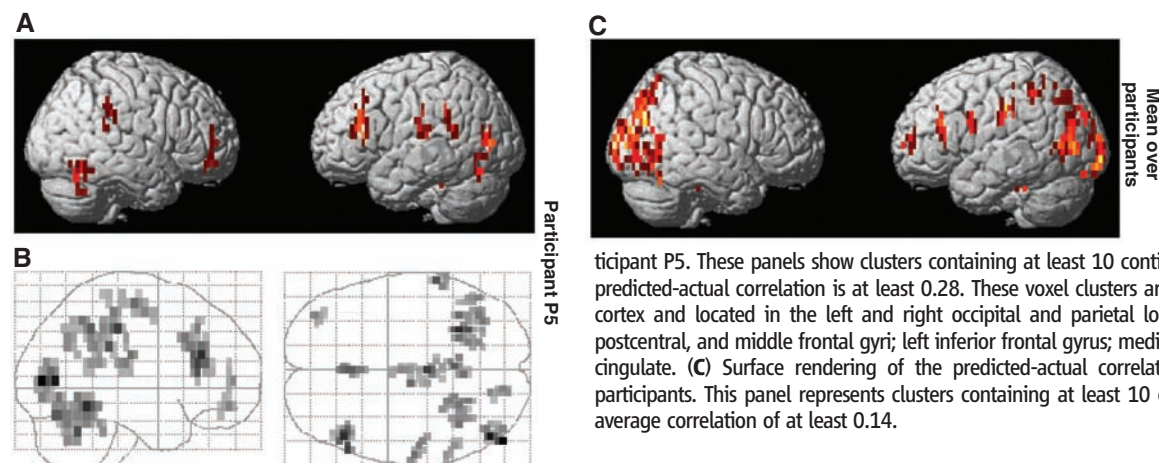 A
C
Mean over
participants
Participant P5
B
ticipant P5. These panels show clusters containing at least 10 conti
predicted-actual correlation is at least 0.28. These voxel clusters ar
cortex and located in the left and right occipital and parietal lo
postcentral, and middle frontal gyri; left inferior frontal gyrus; medi
cingulate. (C) Surface rendering of the predicted-actual correlat
participants. This panel represents clusters containing at least 10
average correlation of at least 0.14.